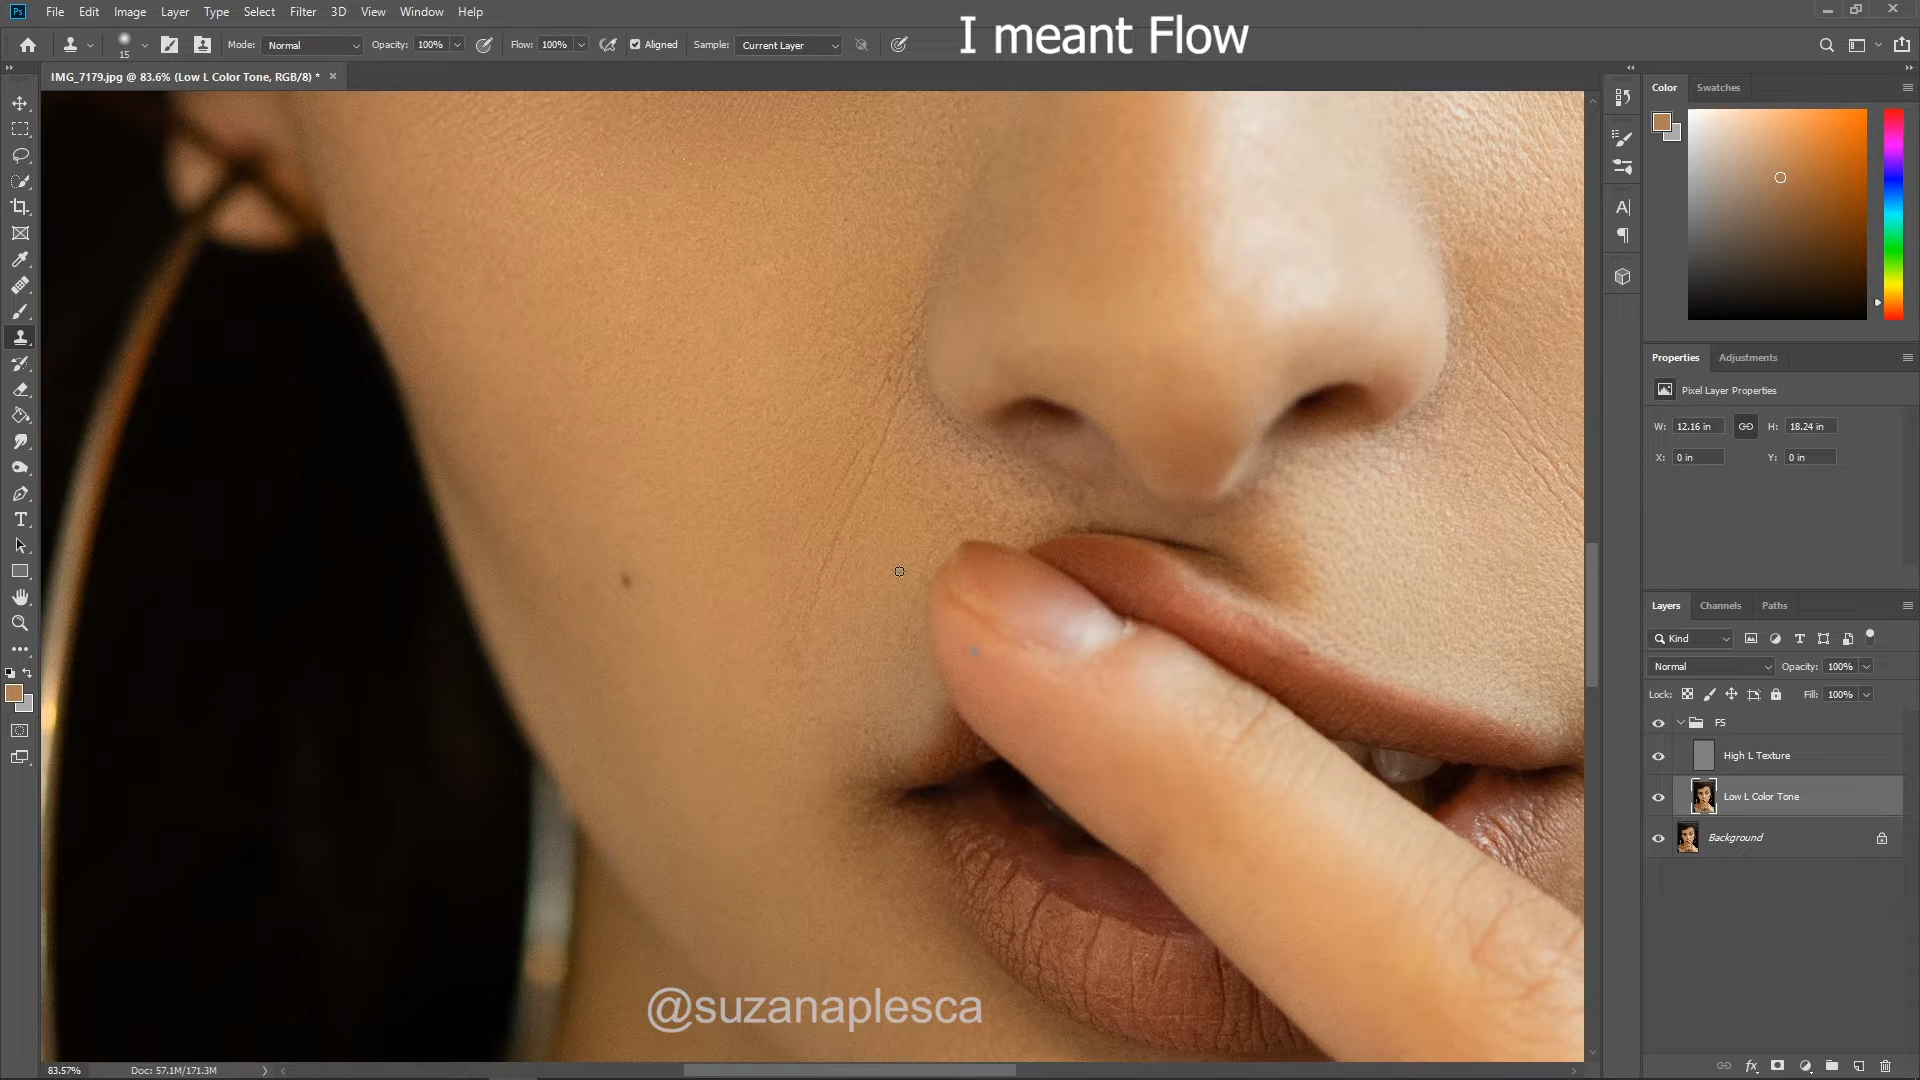 Ps File Edit Image Layer Type Select Filter 3D View Window Help
I meant Flow
15 Mode: Normal Opacity: 100% Flow: 100% Aligned Sample: Current Layer
IMG_7179.jpg @ 83.6% (Low L Color Tone, RGB/8) * ×
Color Swatches
Properties Adjustments
Pixel Layer Properties
W: 12.16 in H: 18.24 in
X: 0 in Y: 0 in
Layers Channels Paths
Kind
Normal Opacity: 100%
Lock: Fill: 100%
FS
High L Texture
Low L Color Tone
Background
@suzanaplesca
83.57% Doc: 57.1M/171.3M